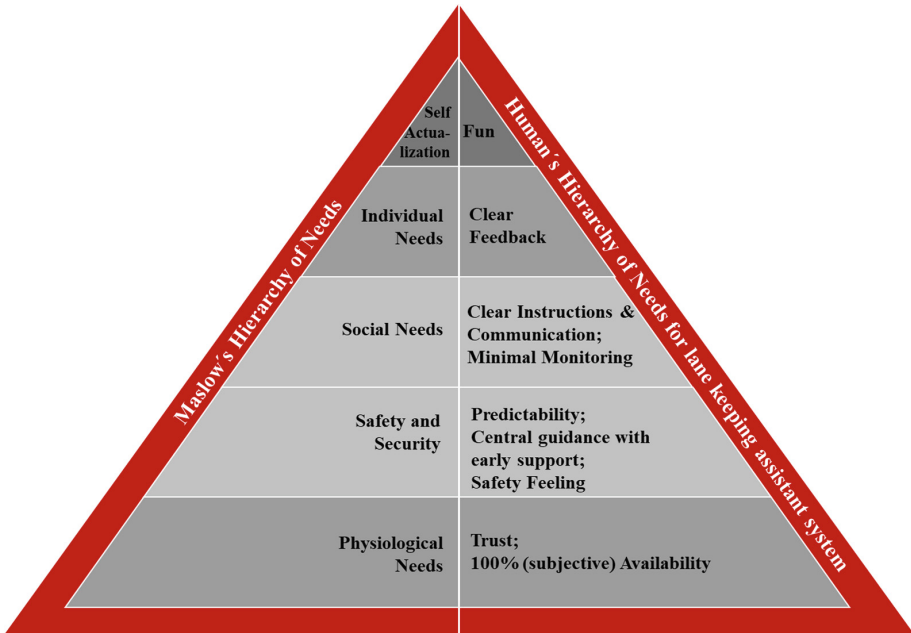 Maslow´s Hierarchy of Needs
Human´s Hierarchy of Needs for lane keeping assistant system
Self
Actua-
lization
Fun
Individual
Needs
Clear
Feedback
Social Needs
Clear Instructions &
Communication;
Minimal Monitoring
Safety and
Security
Predictability;
Central guidance with
early support;
Safety Feeling
Physiological
Needs
Trust;
100% (subjective) Availability